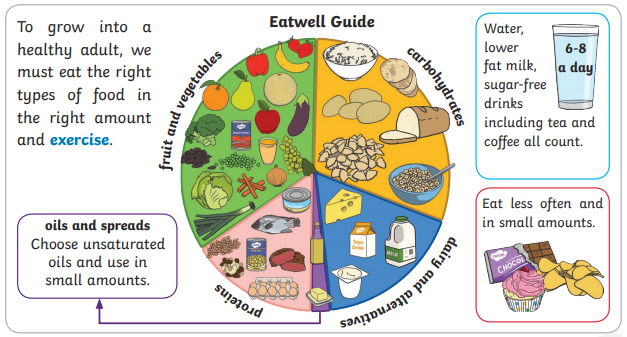 Eatwell Guide
To grow into a
healthy adult, we
must eat the right
types of food in
the right amount
and exercise.
fruit and vegetables
carbohydrates
dairy and alternatives
proteins
oils and spreads
Choose unsaturated
oils and use in
small amounts.
Water,
lower
fat milk,
sugar-free
drinks
including tea and
coffee all count.
6-8
a day
Eat less often and
in small amounts.
CHOCOL
Soya
Drink
MILK